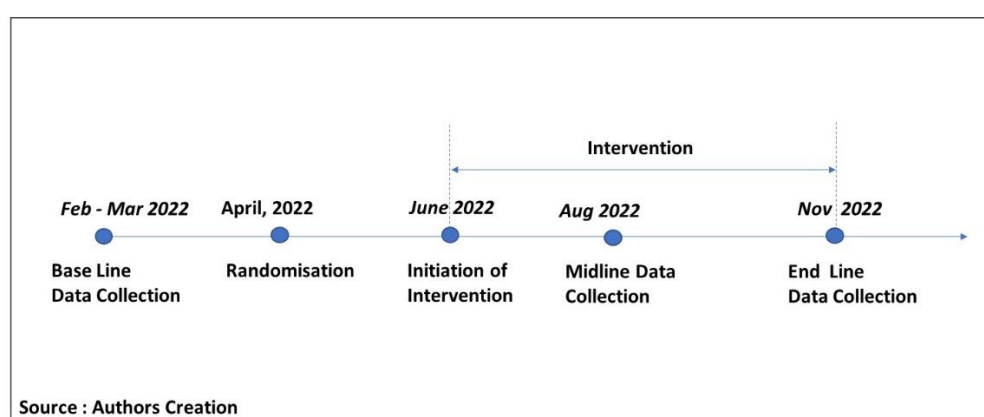 Intervention
Feb - Mar 2022
April, 2022
June 2022
Aug 2022
Nov 2022
Base Line
Data Collection
Randomisation
Initiation of
Intervention
Midline Data
Collection
End Line
Data Collection
Source : Authors Creation